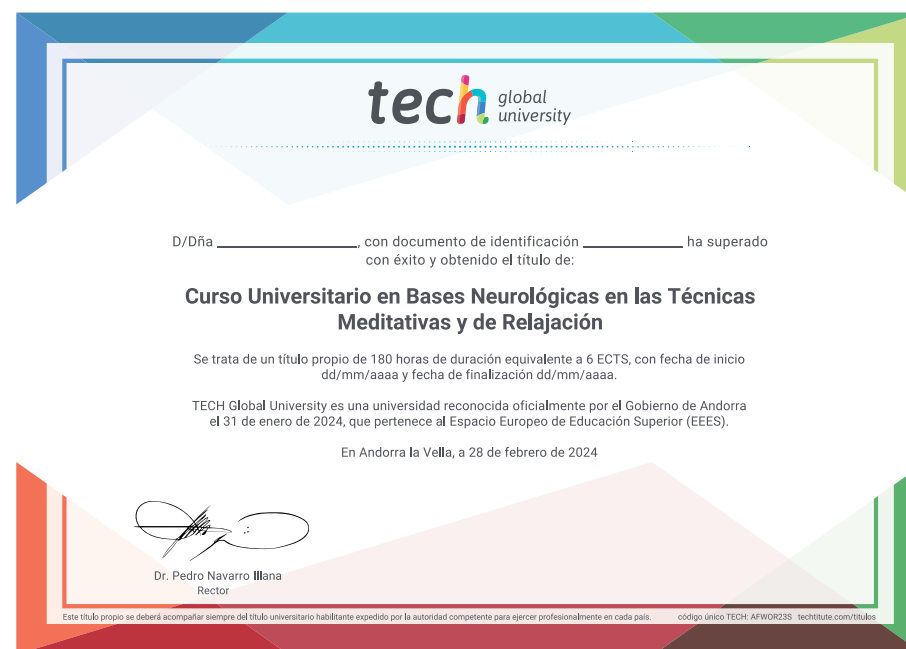 tech global
university
D/Dña ____________________, con documento de identificación ______________ ha superado
con éxito y obtenido el título de:
Curso Universitario en Bases Neurológicas en las Técnicas
Meditativas y de Relajación
Se trata de un título propio de 180 horas de duración equivalente a 6 ECTS, con fecha de inicio
dd/mm/aaaa y fecha de finalización dd/mm/aaaa.
TECH Global University es una universidad reconocida oficialmente por el Gobierno de Andorra
el 31 de enero de 2024, que pertenece al Espacio Europeo de Educación Superior (EEES).
En Andorra la Vella, a 28 de febrero de 2024
Dr. Pedro Navarro Illana
Rector
Este título propio se deberá acompañar siempre del título universitario habilitante expedido por la autoridad competente para ejercer profesionalmente en cada país. código único TECH: AFWOR23S techtitute.com/titulos